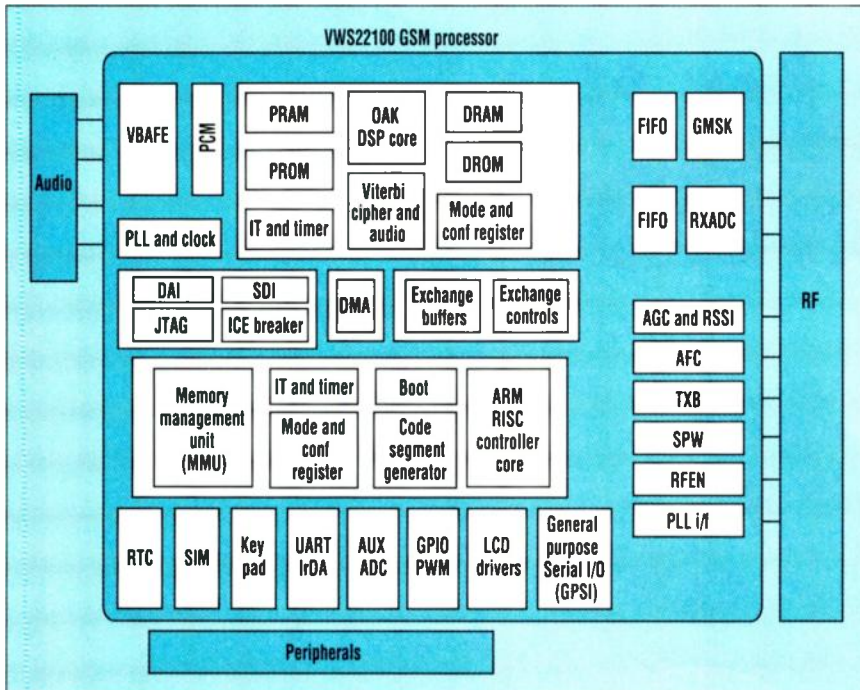 VWS22100 GSM processor
Audio
VBAFE
PCM
PLL and clock
PRAM
PROM
IT and timer
OAK
DSP core
Viterbi
cipher and
audio
DRAM
DROM
Mode and
conf register
FIFO
GMSK
FIFO
RXADC
RF
DAI
SDI
JTAG
ICE breaker
DMA
Exchange
buffers
Exchange
controls
AGC and RSSI
AFC
TXB
SPW
RFEN
PLL i/f
Memory
management
unit
(MMU)
IT and timer
Mode and
conf
register
Boot
Code
segment
generator
ARM
RISC
controller
core
RTC
SIM
Key
pad
UART
IrDA
AUX
ADC
GPIO
PWM
LCD
drivers
General
purpose
Serial I/O
(GPSI)
Peripherals